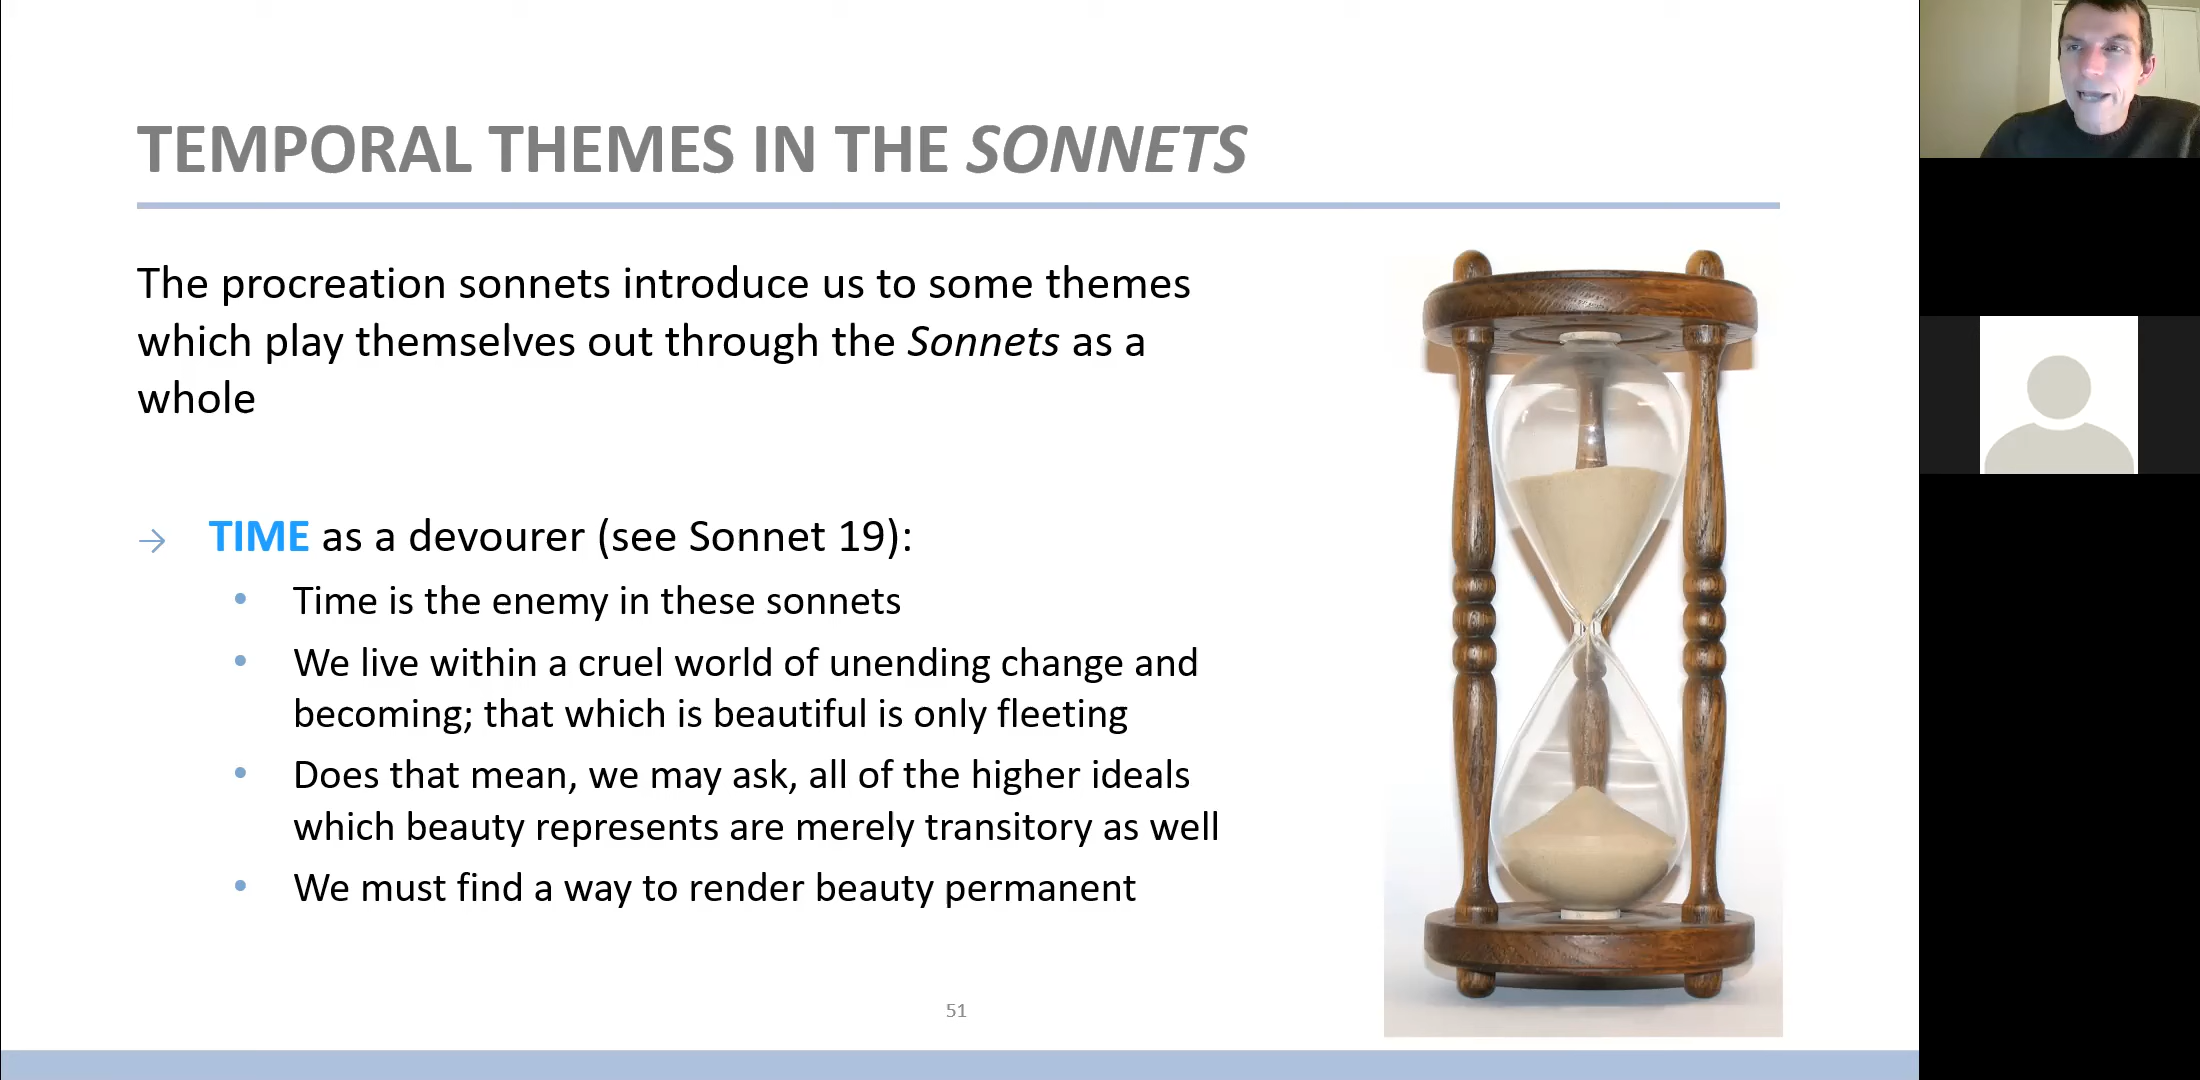 TEMPORAL THEMES IN THE SONNETS
The procreation sonnets introduce us to some themes
which play themselves out through the Sonnets as a
whole
→ TIME as a devourer (see Sonnet 19):
• Time is the enemy in these sonnets
• We live within a cruel world of unending change and
becoming; that which is beautiful is only fleeting
• Does that mean, we may ask, all of the higher ideals
which beauty represents are merely transitory as well
• We must find a way to render beauty permanent
51